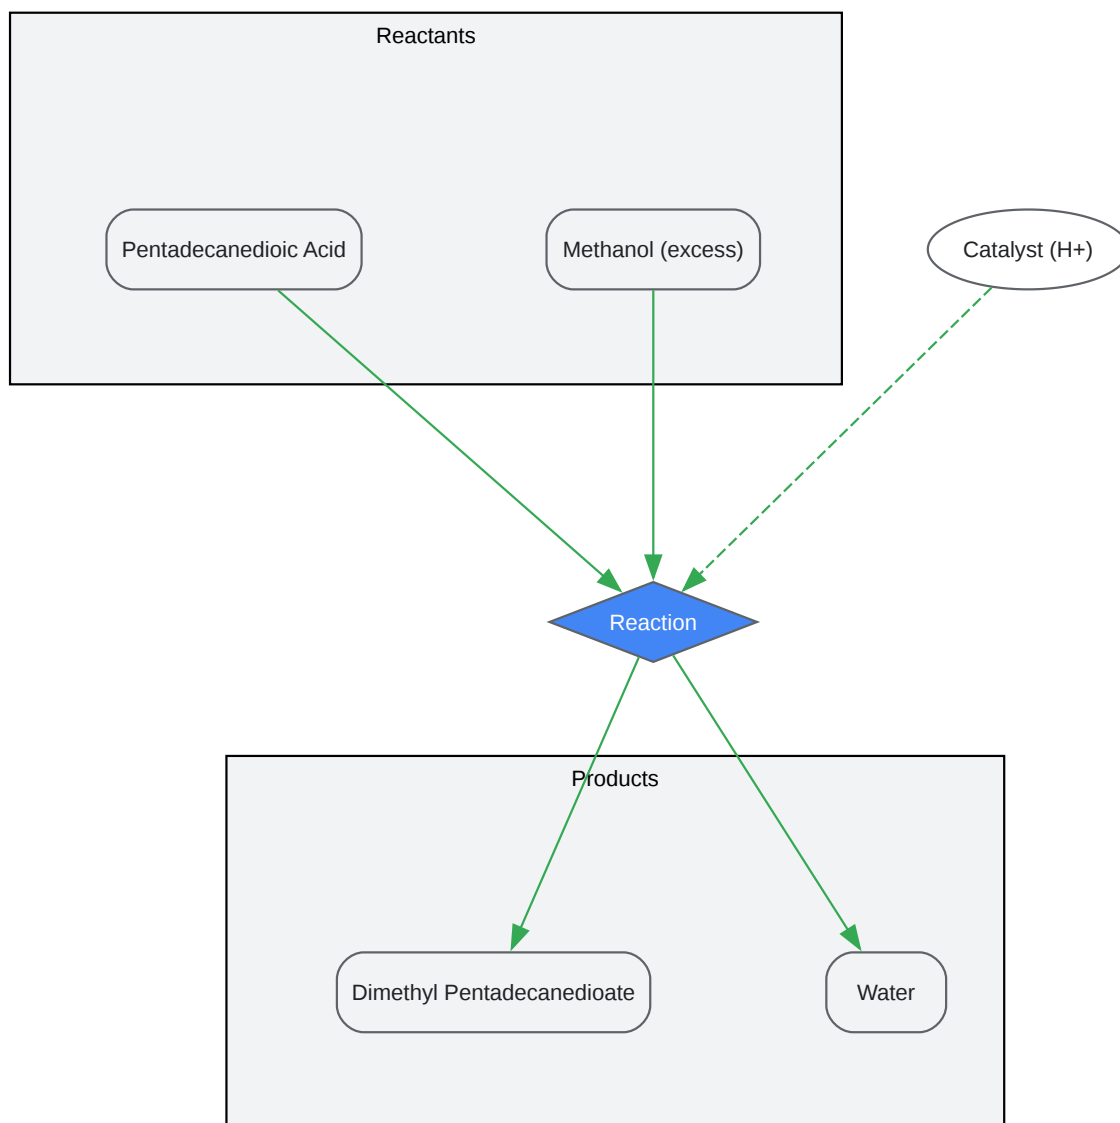 Reactants
Pentadecanedioic Acid
Methanol (excess)
Catalyst (H+)
Reaction
Products
Dimethyl Pentadecanedioate
Water